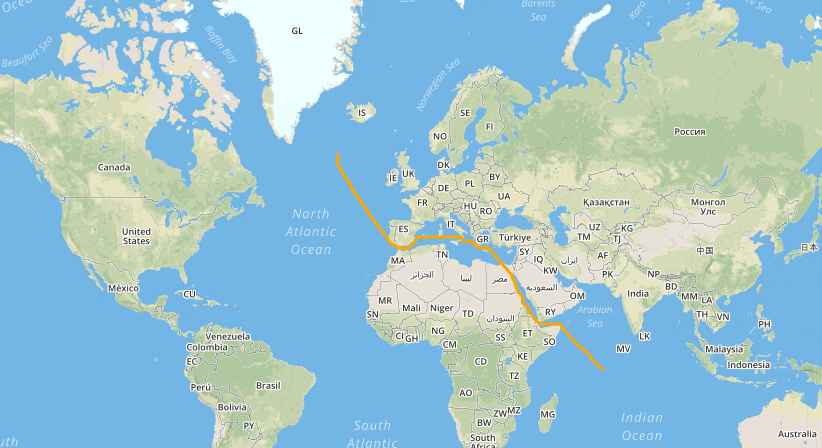 Ocea
Beaufort Sea
Baffin Bay
GL
Norwegian Sea
Barents
Sea
Kara
ev Sea
IS
NO
SE
FI
Россия
Canada
DK
IE
UK
BY
DE
PL
UA
Қазақстан
Монгол
Улс
FR
HU
RO
North
Atlantic
Ocean
United
States
ES
IT
GR
Türkiye
UZ
KG
TM
TJ
中国
日本
MA
TN
SY
IQ
ایران
AF
KW
PK
NP
الجزائر
ليبيا
مصر
السعودية
BD
México
CU
MR
Mali
Niger
OM
India
MM
LA
SN
TD
السودان
RY
Arabian
Sea
TH
VN
PH
CI
GH
NG
SS
ET
SO
LK
Venezuela
Colombia
CM
MV
Malaysia
EC
CD
KE
Indonesia
TZ
Perú
Brasil
AO
ZW
MZ
Bolivia
BW
MG
PY
South
Atlantic
South
Africa
Indian
Ocean
Australia
uth